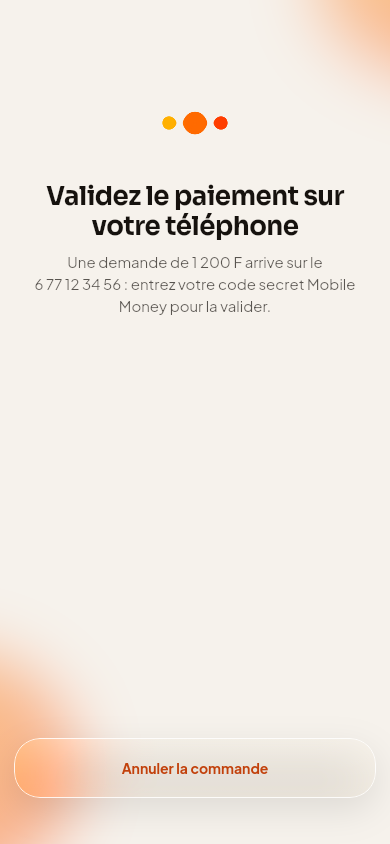 Validez le paiement sur
votre téléphone
Une demande de 1 200 F arrive sur le
6 77 12 34 56 : entrez votre code secret Mobile
Money pour la valider.
Annuler la commande